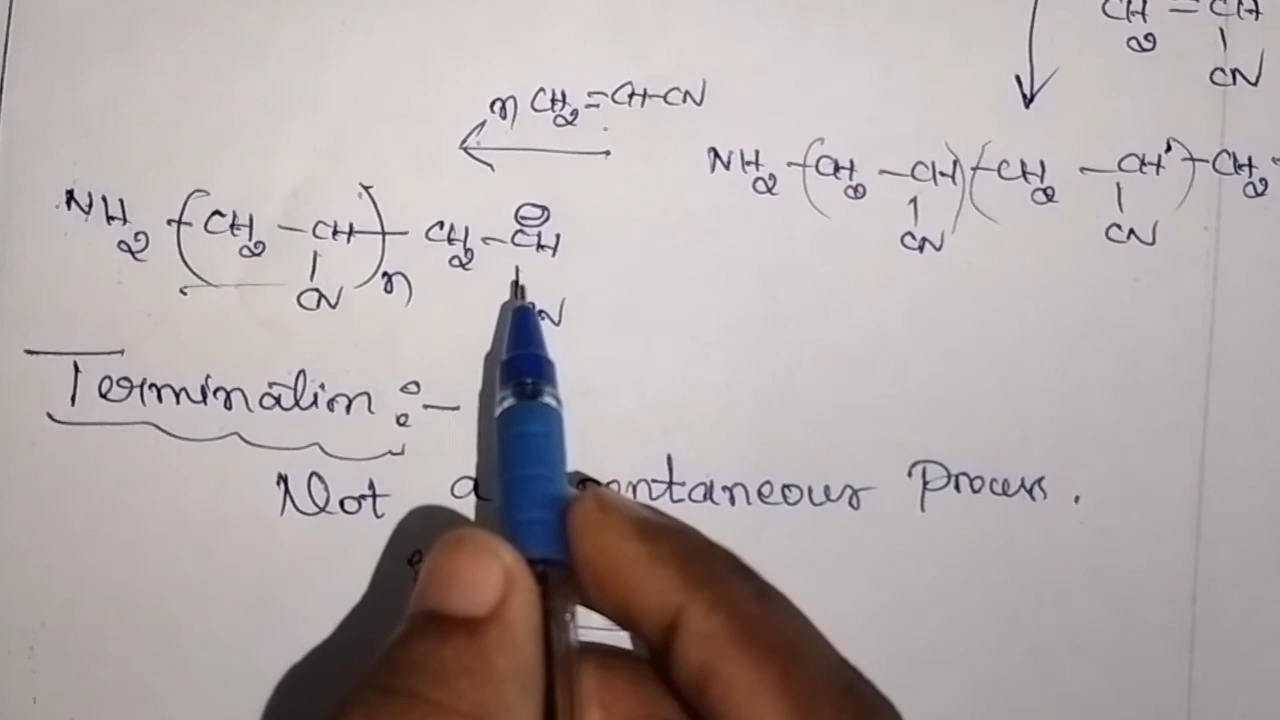 CH2=CH
CN
n CH2=CH-CN
NH2-(CH2-CH)(CH2-CH)-CH2-
CN CN
NH2-(CH2-CH)n-CH2-CH⊖
CN
Termination :-
Not a Process.